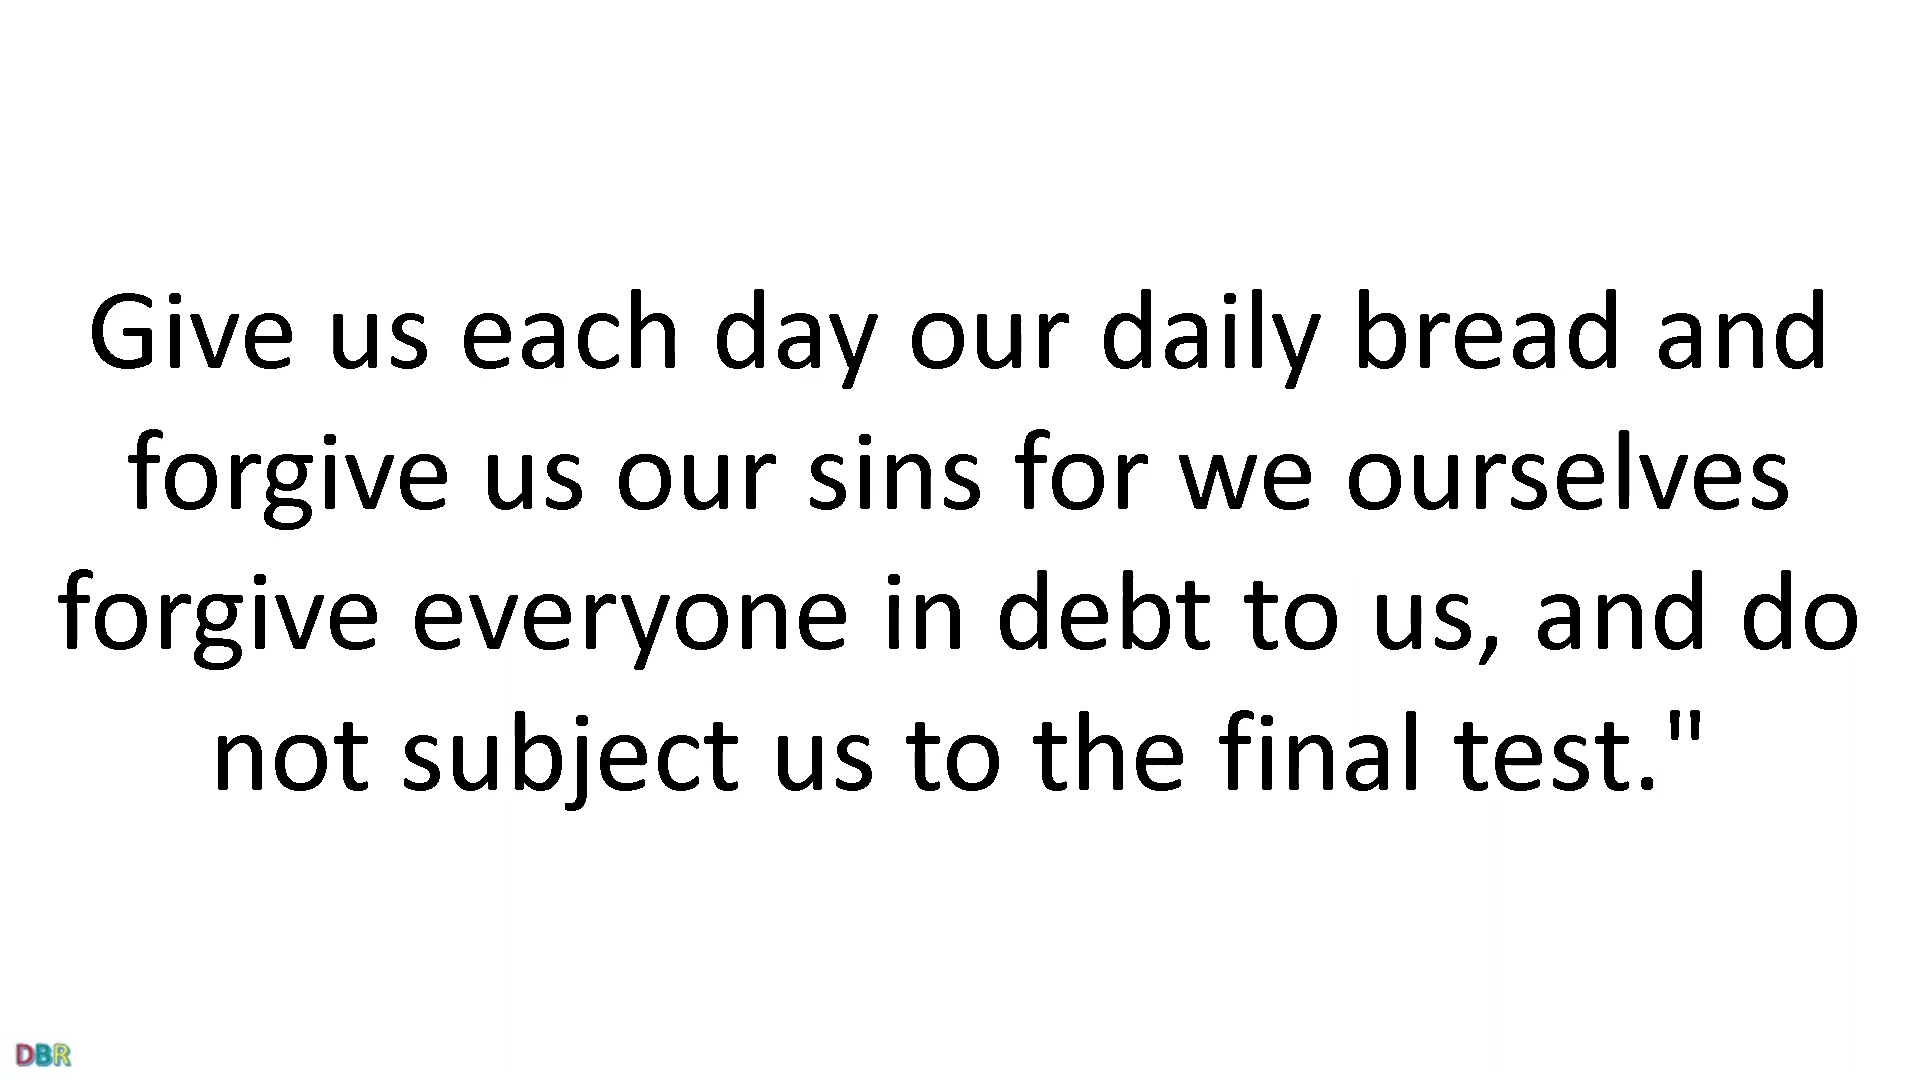 Give us each day our daily bread and
forgive us our sins for we ourselves
forgive everyone in debt to us, and do
not subject us to the final test."
DBR